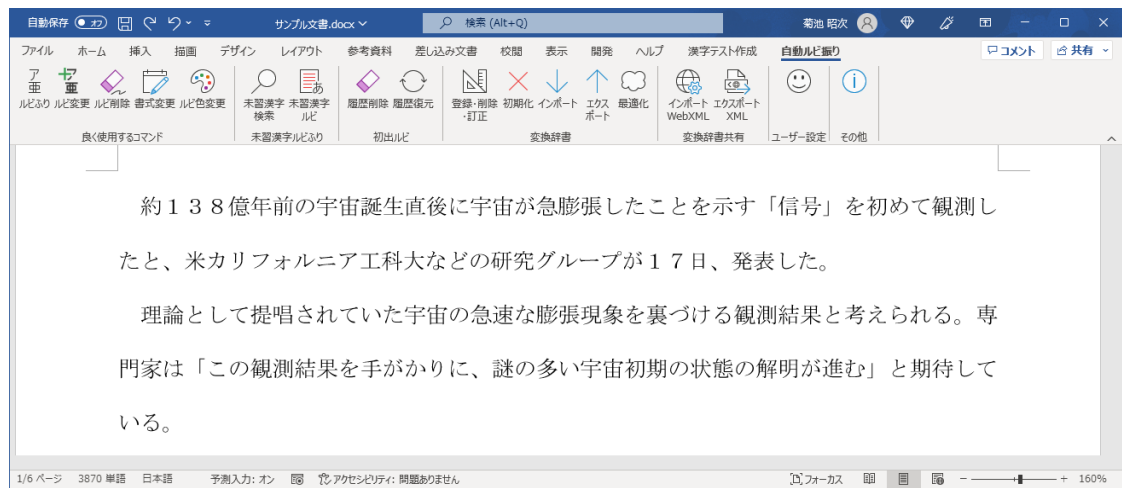 自動保存 オフ サンプル文書.docx 検索 (Alt+Q) 菊池 昭次
ファイル ホーム 挿入 描画 デザイン レイアウト 参考資料 差し込み文書 校閲 表示 開発 ヘルプ 漢字テスト作成 自動ルビ振り コメント 共有
ルビふり ルビ変更 ルビ削除 書式変更 ルビ色変更 未習漢字 未習漢字 履歴削除 履歴復元 登録・削除 初期化 インポート エクス 最適化 インポート エクスポート
検索 ルビ ・訂正 ポート WebXML XML
良く使用するコマンド 未習漢字ルビふり 初出ルビ 変換辞書 変換辞書共有 ユーザー設定 その他
約138億年前の宇宙誕生直後に宇宙が急膨張したことを示す「信号」を初めて観測し
たと、米カリフォルニア工科大などの研究グループが17日、発表した。
理論として提唱されていた宇宙の急速な膨張現象を裏づける観測結果と考えられる。専
門家は「この観測結果を手がかりに、謎の多い宇宙初期の状態の解明が進む」と期待して
いる。
1/6 ページ 3870 単語 日本語 予測入力: オン アクセシビリティ: 問題ありません フォーカス 160%